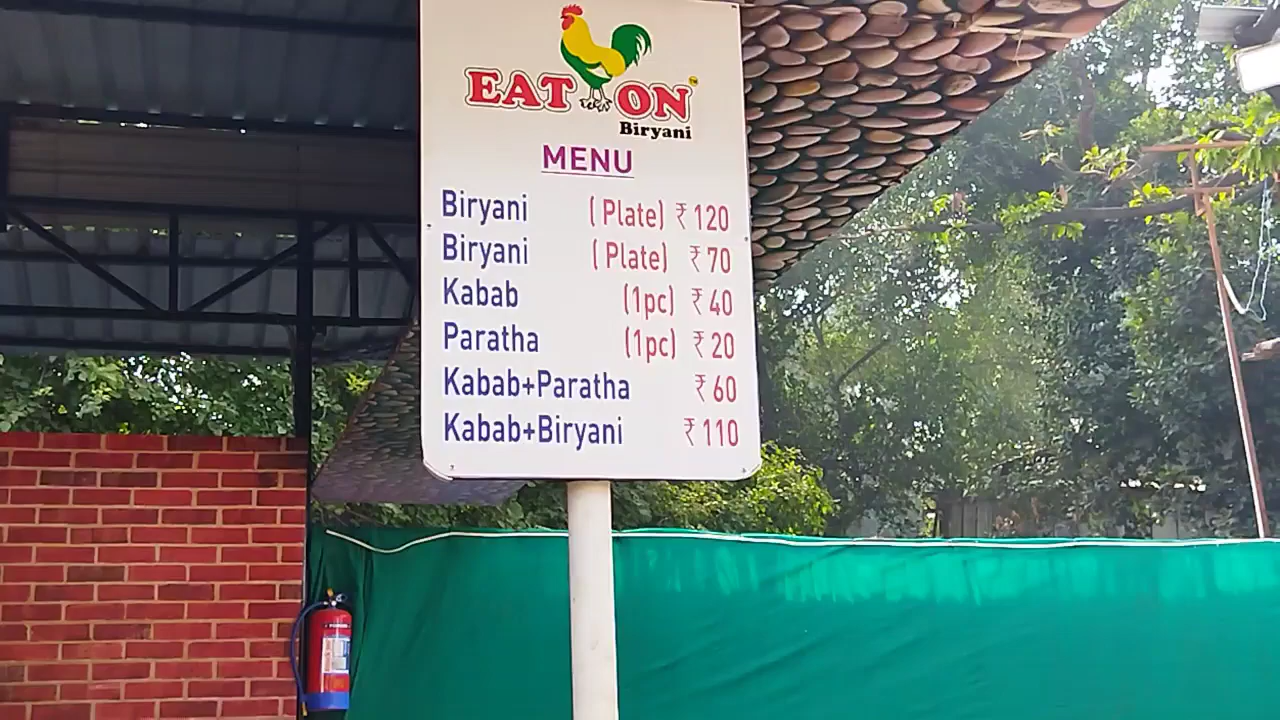 EAT ON
Biryani
MENU
Biryani (Plate) ₹ 120
Biryani (Plate) ₹ 70
Kabab (1pc) ₹ 40
Paratha (1pc) ₹ 20
Kabab+Paratha ₹ 60
Kabab+Biryani ₹ 110